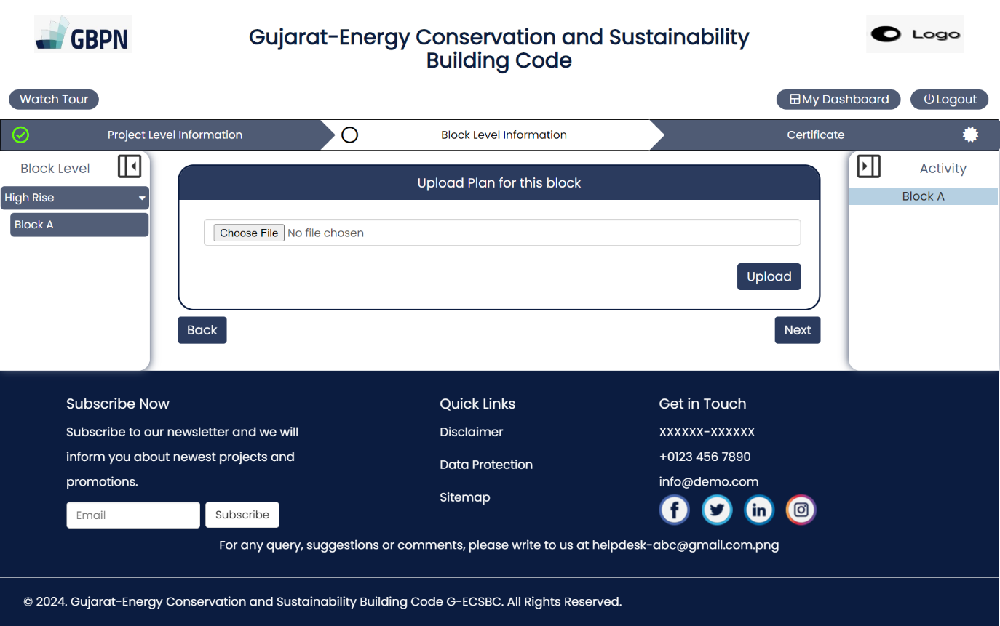 GBPN
Gujarat-Energy Conservation and Sustainability
Building Code
Logo
Watch Tour
My Dashboard
Logout
Project Level Information
Block Level Information
Certificate
Block Level
High Rise
Block A
Upload Plan for this block
Choose File No file chosen
Upload
Back
Next
Activity
Block A
Subscribe Now
Subscribe to our newsletter and we will
inform you about newest projects and
promotions.
Email
Subscribe
Quick Links
Disclaimer
Data Protection
Sitemap
Get in Touch
XXXXXX-XXXXXX
+0123 456 7890
info@demo.com
For any query, suggestions or comments, please write to us at helpdesk-abc@gmail.com.png
© 2024. Gujarat-Energy Conservation and Sustainability Building Code G-ECSBC. All Rights Reserved.